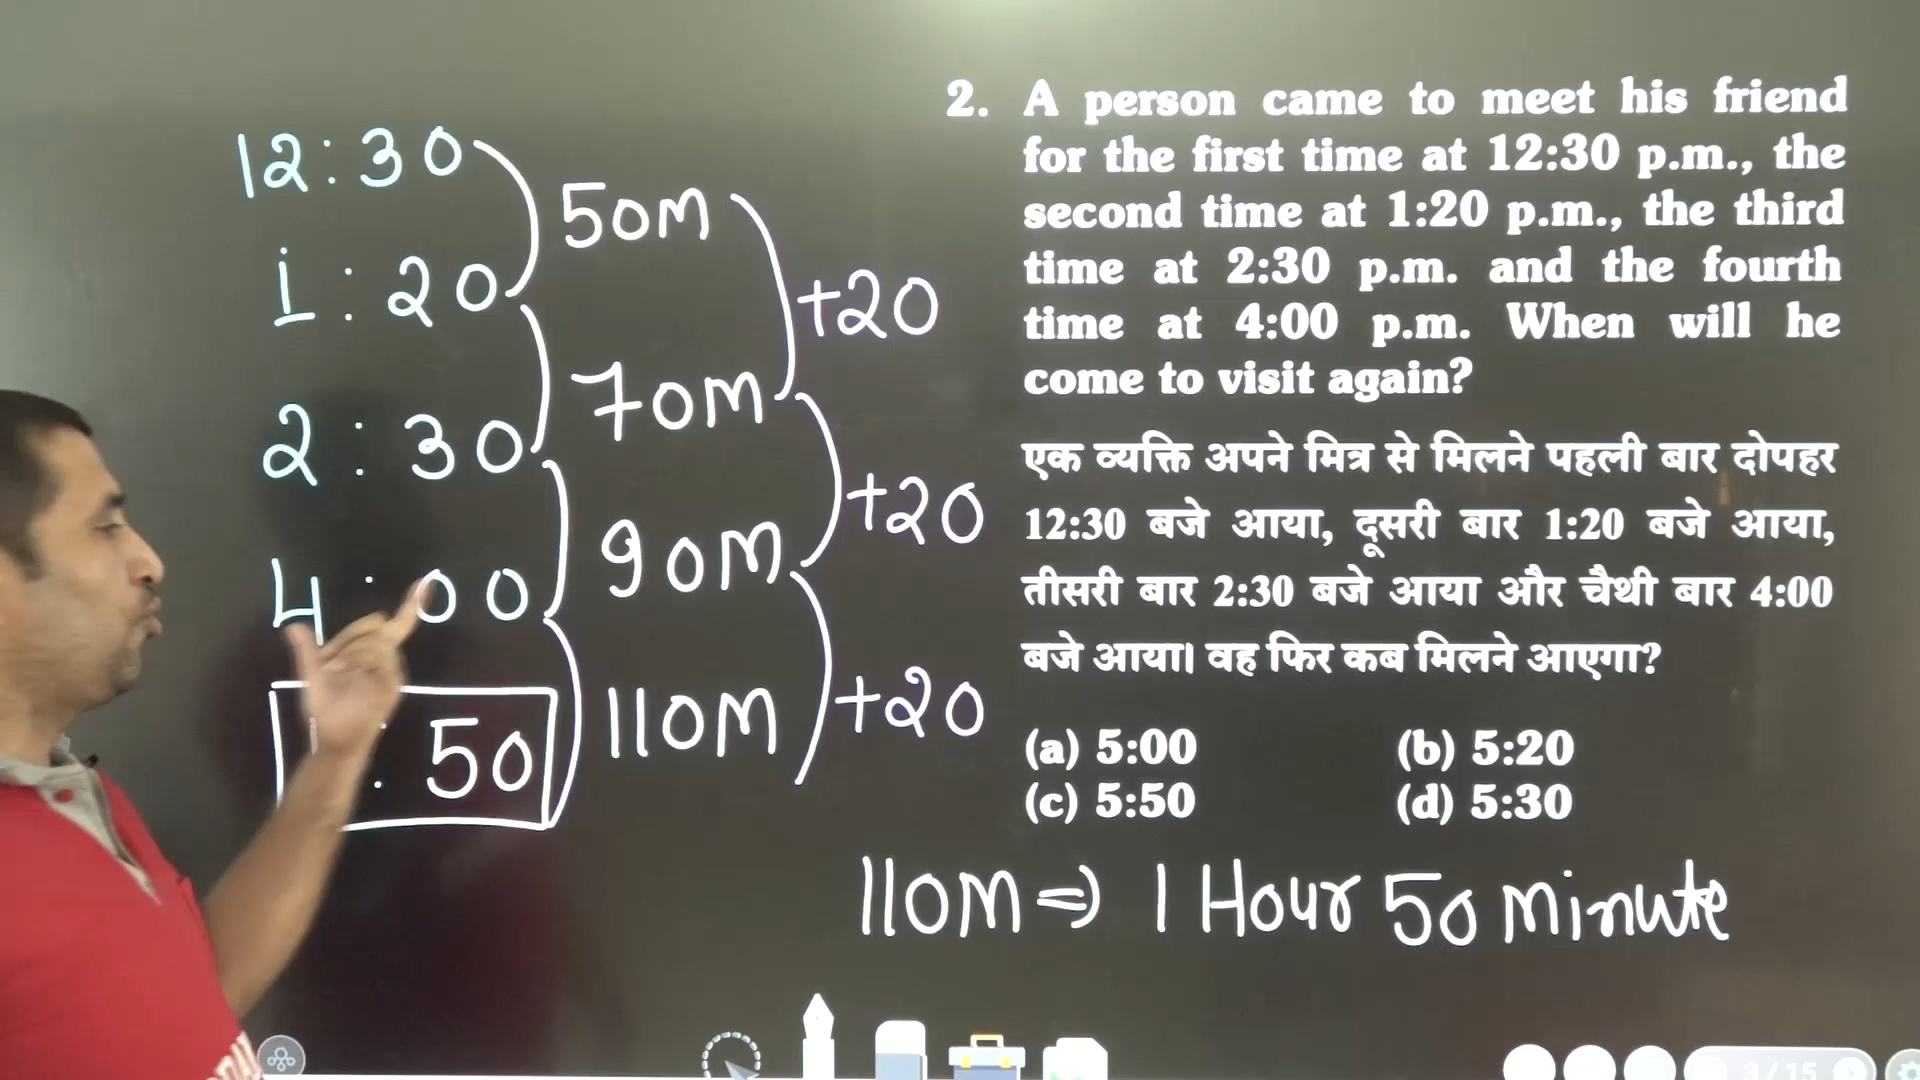 12:30
1:20
2:30
4:00
: 50
50m
70m
90m
110m
+20
+20
+20
2. A person came to meet his friend
for the first time at 12:30 p.m., the
second time at 1:20 p.m., the third
time at 2:30 p.m. and the fourth
time at 4:00 p.m. When will he
come to visit again?
एक व्यक्ति अपने मित्र से मिलने पहली बार दोपहर
12:30 बजे आया, दूसरी बार 1:20 बजे आया,
तीसरी बार 2:30 बजे आया और चैथी बार 4:00
बजे आया। वह फिर कब मिलने आएगा?
(a) 5:00 (b) 5:20
(c) 5:50 (d) 5:30
110m ⇒ 1 Hour 50 minute
3 / 15